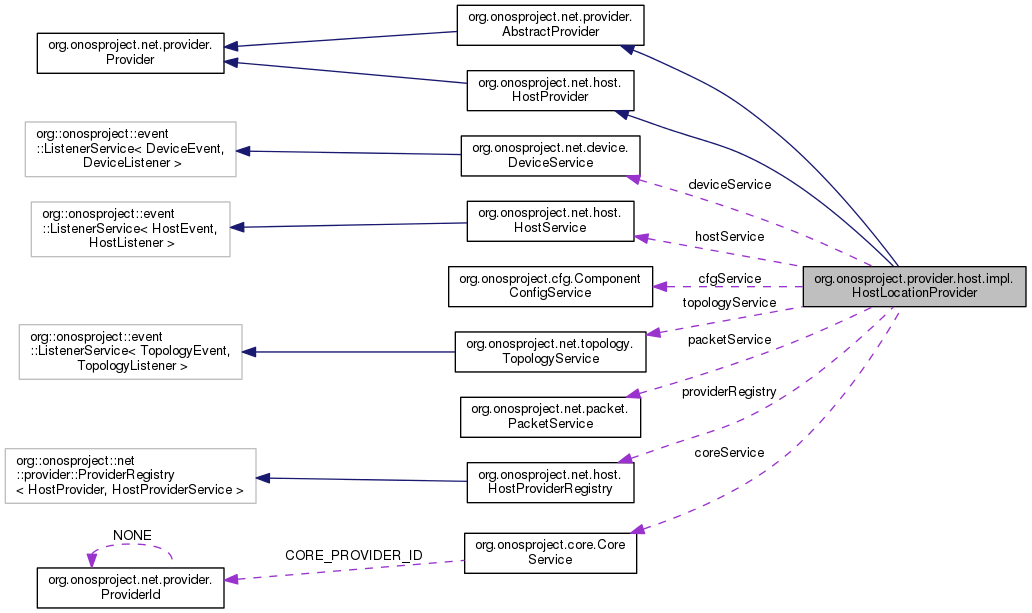 org.onosproject.net.provider.
Provider
org.onosproject.net.provider.
AbstractProvider
org.onosproject.net.host.
HostProvider
org::onosproject::event
::ListenerService< DeviceEvent,
DeviceListener >
org.onosproject.net.device.
DeviceService
deviceService
org::onosproject::event
::ListenerService< HostEvent,
HostListener >
org.onosproject.net.host.
HostService
hostService
org.onosproject.cfg.Component
ConfigService
cfgService
org.onosproject.provider.host.impl.
HostLocationProvider
topologyService
org::onosproject::event
::ListenerService< TopologyEvent,
TopologyListener >
org.onosproject.net.topology.
TopologyService
packetService
org.onosproject.net.packet.
PacketService
providerRegistry
org::onosproject::net
::provider::ProviderRegistry
< HostProvider, HostProviderService >
org.onosproject.net.host.
HostProviderRegistry
coreService
org.onosproject.core.Core
Service
NONE
CORE_PROVIDER_ID
org.onosproject.net.provider.
ProviderId